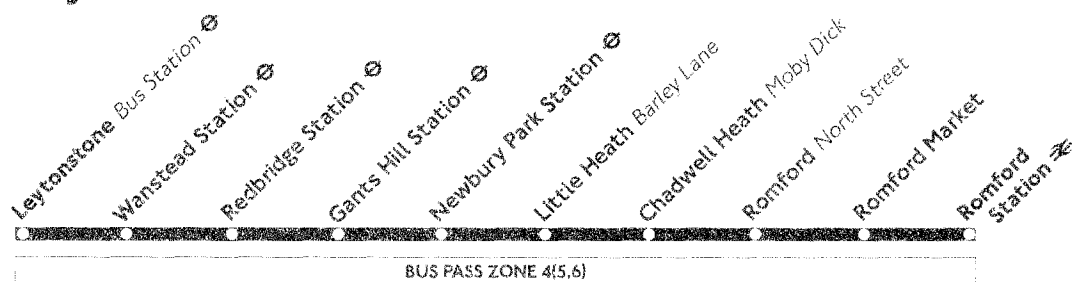 Leytonstone Bus Station
Wanstead Station
Redbridge Station
Gants Hill Station
Newbury Park Station
Little Heath Barley Lane
Chadwell Heath Moby Dick
Romford North Street
Romford Market
Romford
Station
BUS PASS ZONE 4(5,6)